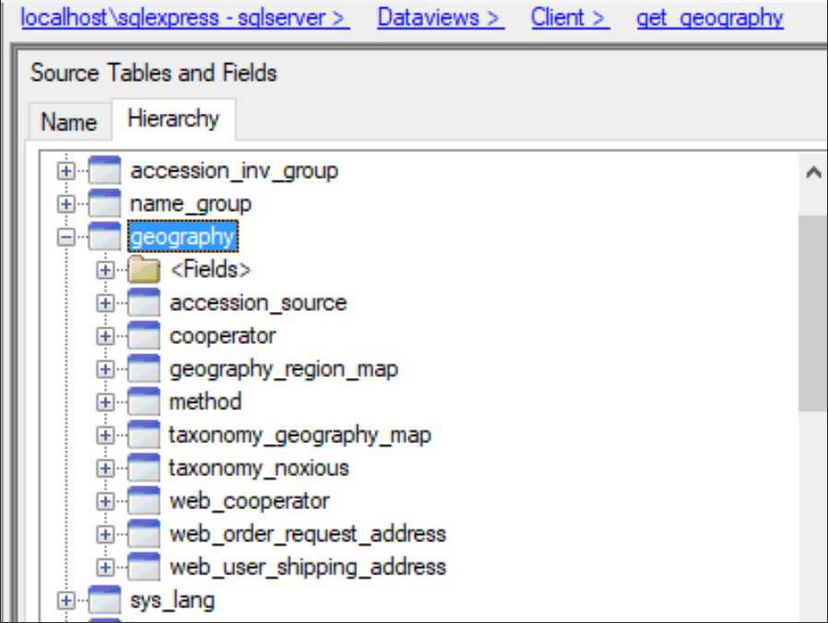 localhost\sqlexpress - sqlserver > Dataviews > Client > get_geography
Source Tables and Fields
Name Hierarchy
accession_inv_group
name_group
geography
<Fields>
accession_source
cooperator
geography_region_map
method
taxonomy_geography_map
taxonomy_noxious
web_cooperator
web_order_request_address
web_user_shipping_address
sys_lang